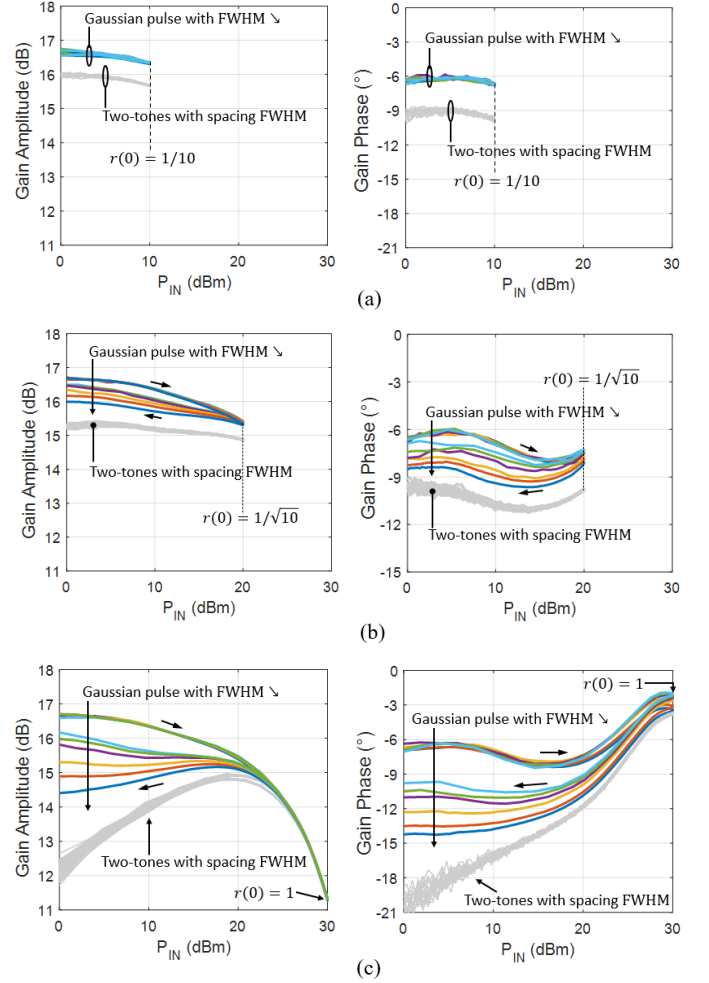 Gaussian pulse with FWHM ↘
Two-tones with spacing FWHM
r(0) = 1/10
Gain Amplitude (dB)
18
17
16
15
14
13
12
11
0
10
20
30
P_IN (dBm)
Gaussian pulse with FWHM ↘
Two-tones with spacing FWHM
r(0) = 1/10
Gain Phase (°)
0
-3
-6
-9
-12
-15
-18
-21
0
10
20
30
P_IN (dBm)
(a)
Gaussian pulse with FWHM ↘
Two-tones with spacing FWHM
r(0) = 1/√10
Gain Amplitude (dB)
18
17
16
15
14
13
12
11
0
10
20
30
P_IN (dBm)
r(0) = 1/√10
Gaussian pulse with FWHM ↘
Two-tones with spacing FWHM
Gain Phase (°)
0
-3
-6
-9
-12
-15
0
10
20
30
P_IN (dBm)
(b)
Gaussian pulse with FWHM ↘
Two-tones with spacing FWHM
r(0) = 1
Gain Amplitude (dB)
18
17
16
15
14
13
12
11
0
10
20
30
P_IN (dBm)
r(0) = 1
Gaussian pulse with FWHM ↘
Two-tones with spacing FWHM
Gain Phase (°)
0
-3
-6
-9
-12
-15
-18
-21
0
10
20
30
P_IN (dBm)
(c)